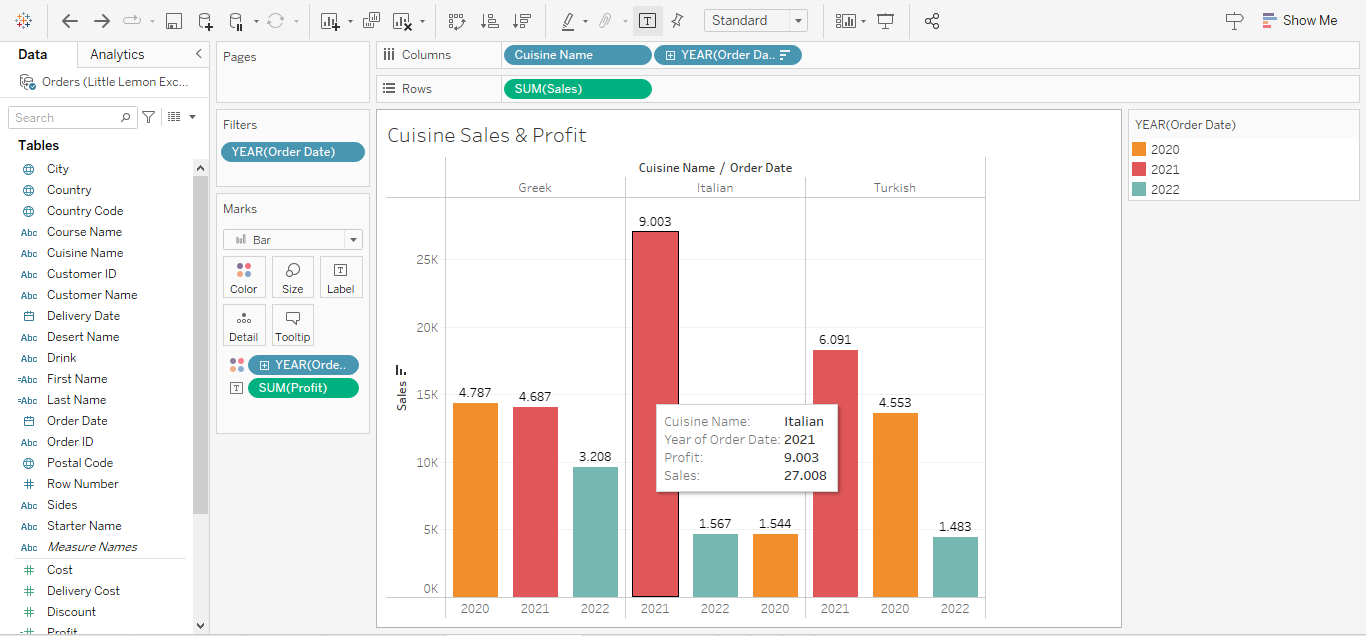 Standard
Show Me
Data
Analytics
Orders (Little Lemon Exc...
Search
Tables
City
Country
Country Code
Abc Course Name
Abc Cuisine Name
Abc Customer ID
Abc Customer Name
Delivery Date
Abc Desert Name
Abc Drink
=Abc First Name
=Abc Last Name
Order Date
Abc Order ID
Postal Code
# Row Number
Abc Sides
Abc Starter Name
Abc Measure Names
# Cost
# Delivery Cost
# Discount
=# Profit
Pages
Filters
YEAR(Order Date)
Marks
Bar
Color
Size
T
Label
Detail
Tooltip
YEAR(Orde..
T SUM(Profit)
Columns
Cuisine Name
YEAR(Order Da..
Rows
SUM(Sales)
Cuisine Sales & Profit
Cuisine Name / Order Date
Greek
Italian
Turkish
Sales
25K
20K
15K
10K
5K
0K
4.787
4.687
3.208
9.003
1.567
1.544
6.091
4.553
1.483
2020
2021
2022
2021
2022
2020
2021
2020
2022
Cuisine Name: Italian
Year of Order Date: 2021
Profit: 9.003
Sales: 27.008
YEAR(Order Date)
2020
2021
2022